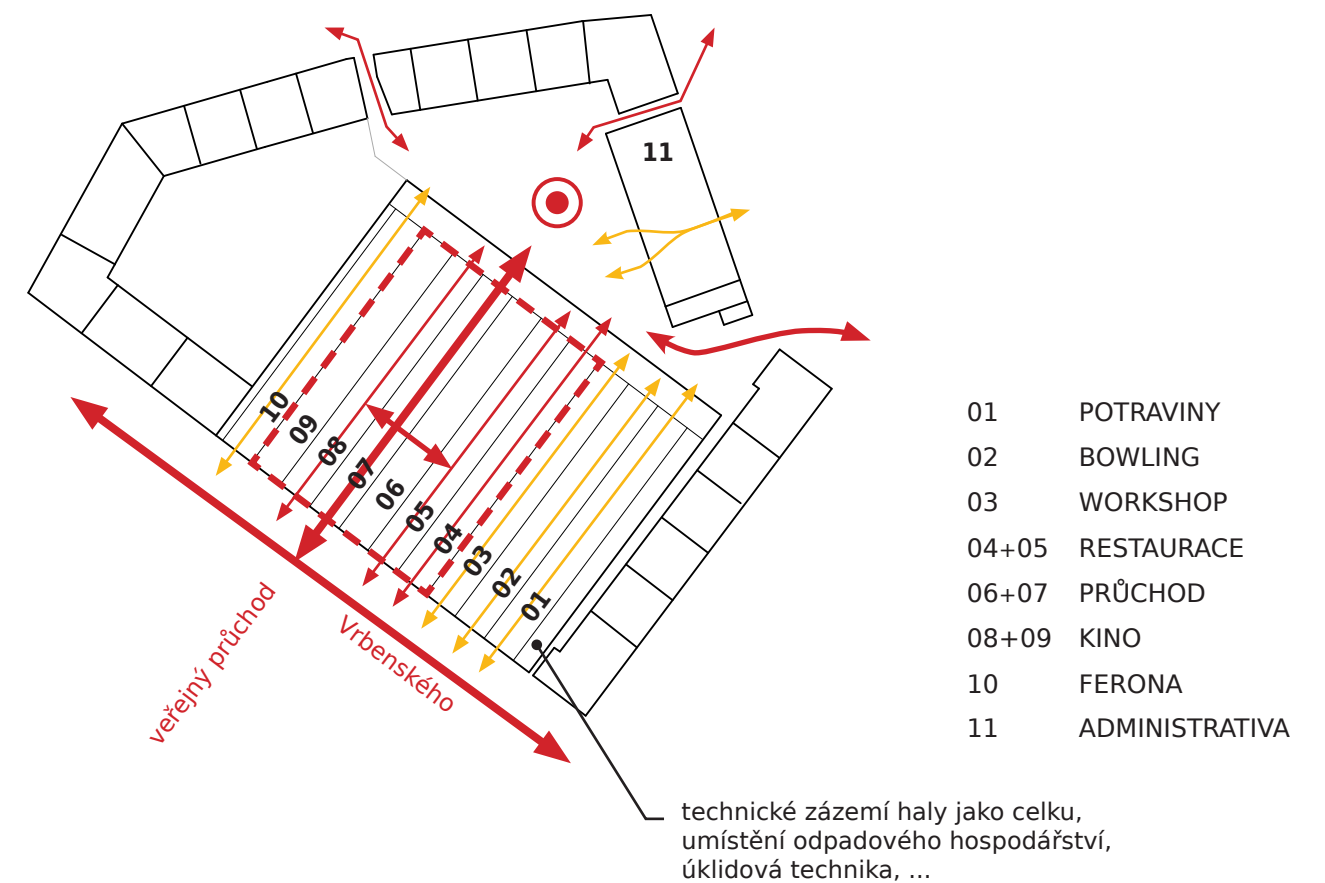 11
10
09
08
07
06
05
04
03
02
01
veřejný průchod
Vrbenského
01 POTRAVINY
02 BOWLING
03 WORKSHOP
04+05 RESTAURACE
06+07 PRŮCHOD
08+09 KINO
10 FERONA
11 ADMINISTRATIVA
technické zázemí haly jako celku,
umístění odpadového hospodářství,
úklidová technika, ...